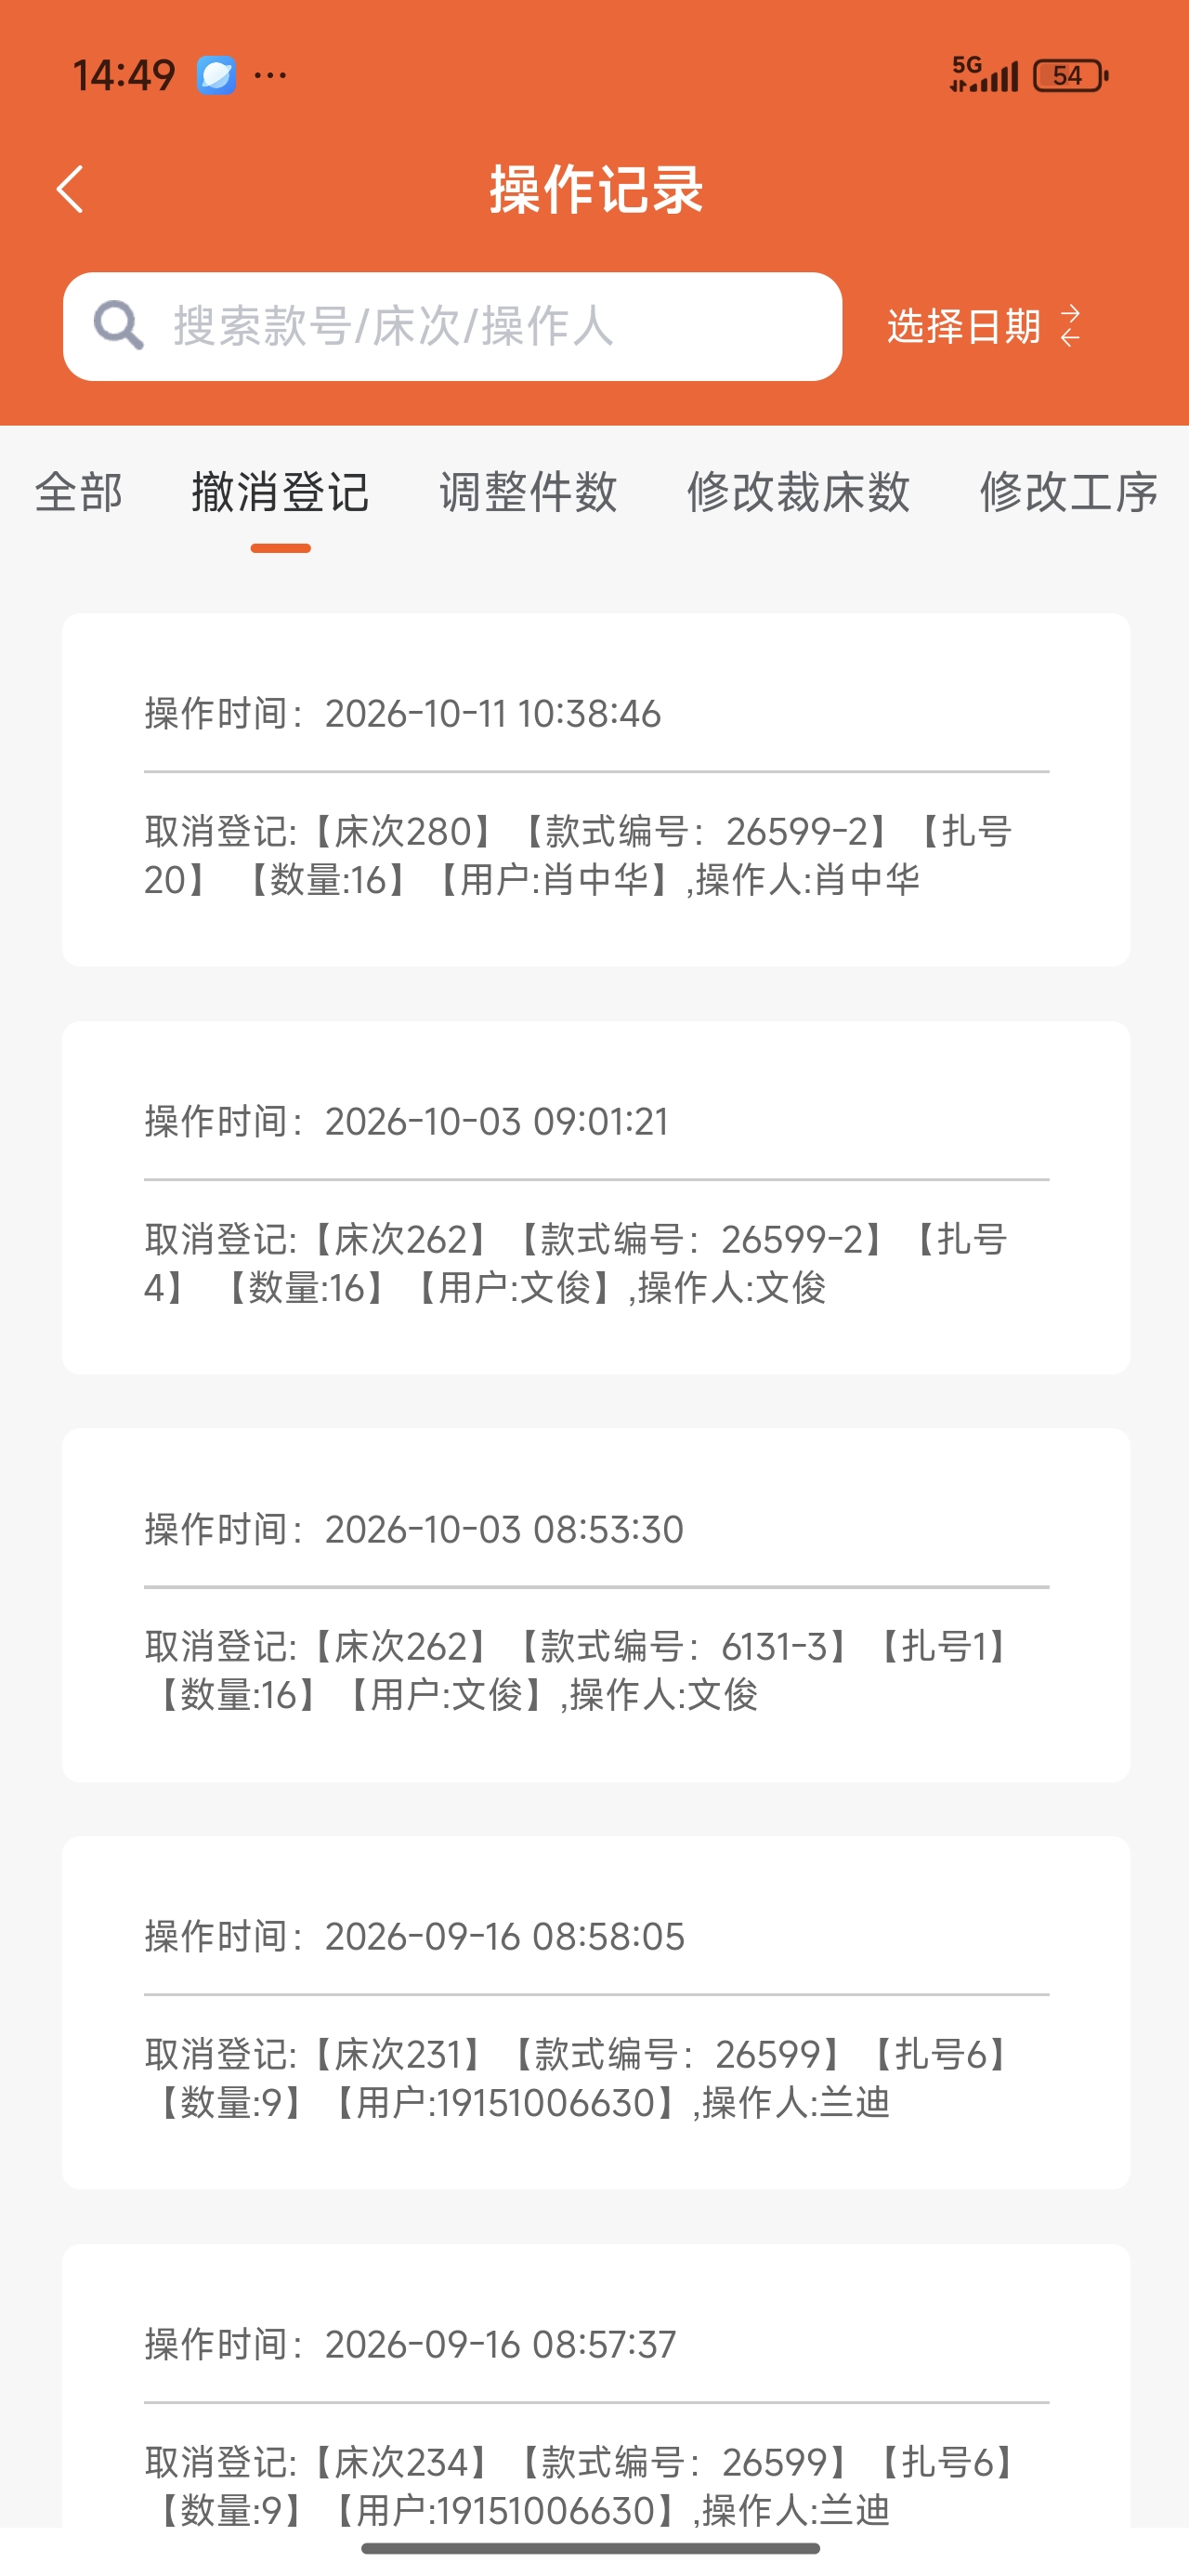 14:49 ... 5G 54
操作记录
搜索款号/床次/操作人 选择日期
全部 撤消登记 调整件数 修改裁床数 修改工序
操作时间：2026-10-11 10:38:46
取消登记:【床次280】【款式编号：26599-2】【扎号
20】 【数量:16】【用户:肖中华】,操作人:肖中华
操作时间：2026-10-03 09:01:21
取消登记:【床次262】【款式编号：26599-2】【扎号
4】 【数量:16】【用户:文俊】,操作人:文俊
操作时间：2026-10-03 08:53:30
取消登记:【床次262】【款式编号：6131-3】【扎号1】
【数量:16】【用户:文俊】,操作人:文俊
操作时间：2026-09-16 08:58:05
取消登记:【床次231】【款式编号：26599】【扎号6】
【数量:9】【用户:19151006630】,操作人:兰迪
操作时间：2026-09-16 08:57:37
取消登记:【床次234】【款式编号：26599】【扎号6】
【数量:9】【用户:19151006630】,操作人:兰迪